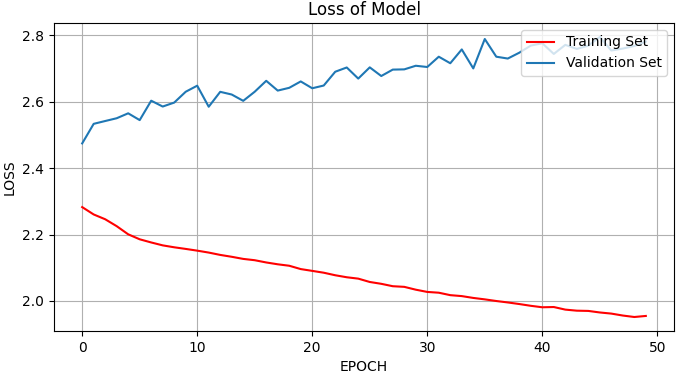 Loss of Model
2.8
2.6
2.4
2.2
2.0
LOSS
Training Set
Validation Set
0 10 20 30 40 50
EPOCH